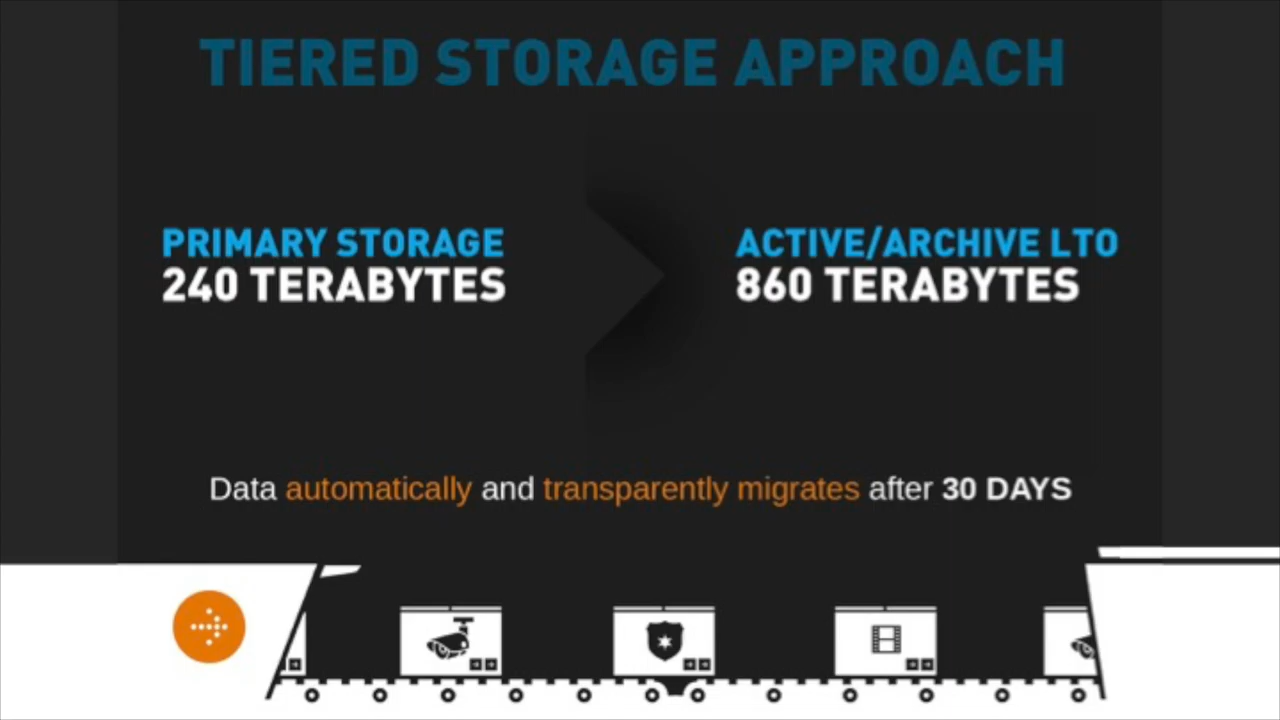 TIERED STORAGE APPROACH
PRIMARY STORAGE
240 TERABYTES
ACTIVE/ARCHIVE LTO
860 TERABYTES
Data automatically and transparently migrates after 30 DAYS